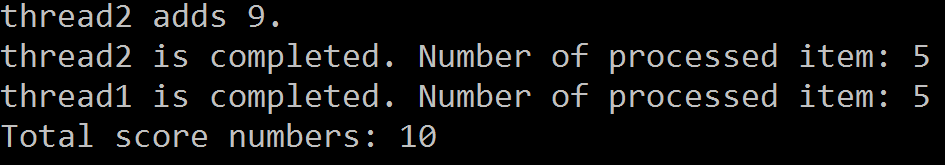 thread2 adds 9.
thread2 is completed. Number of processed item: 5
thread1 is completed. Number of processed item: 5
Total score numbers: 10